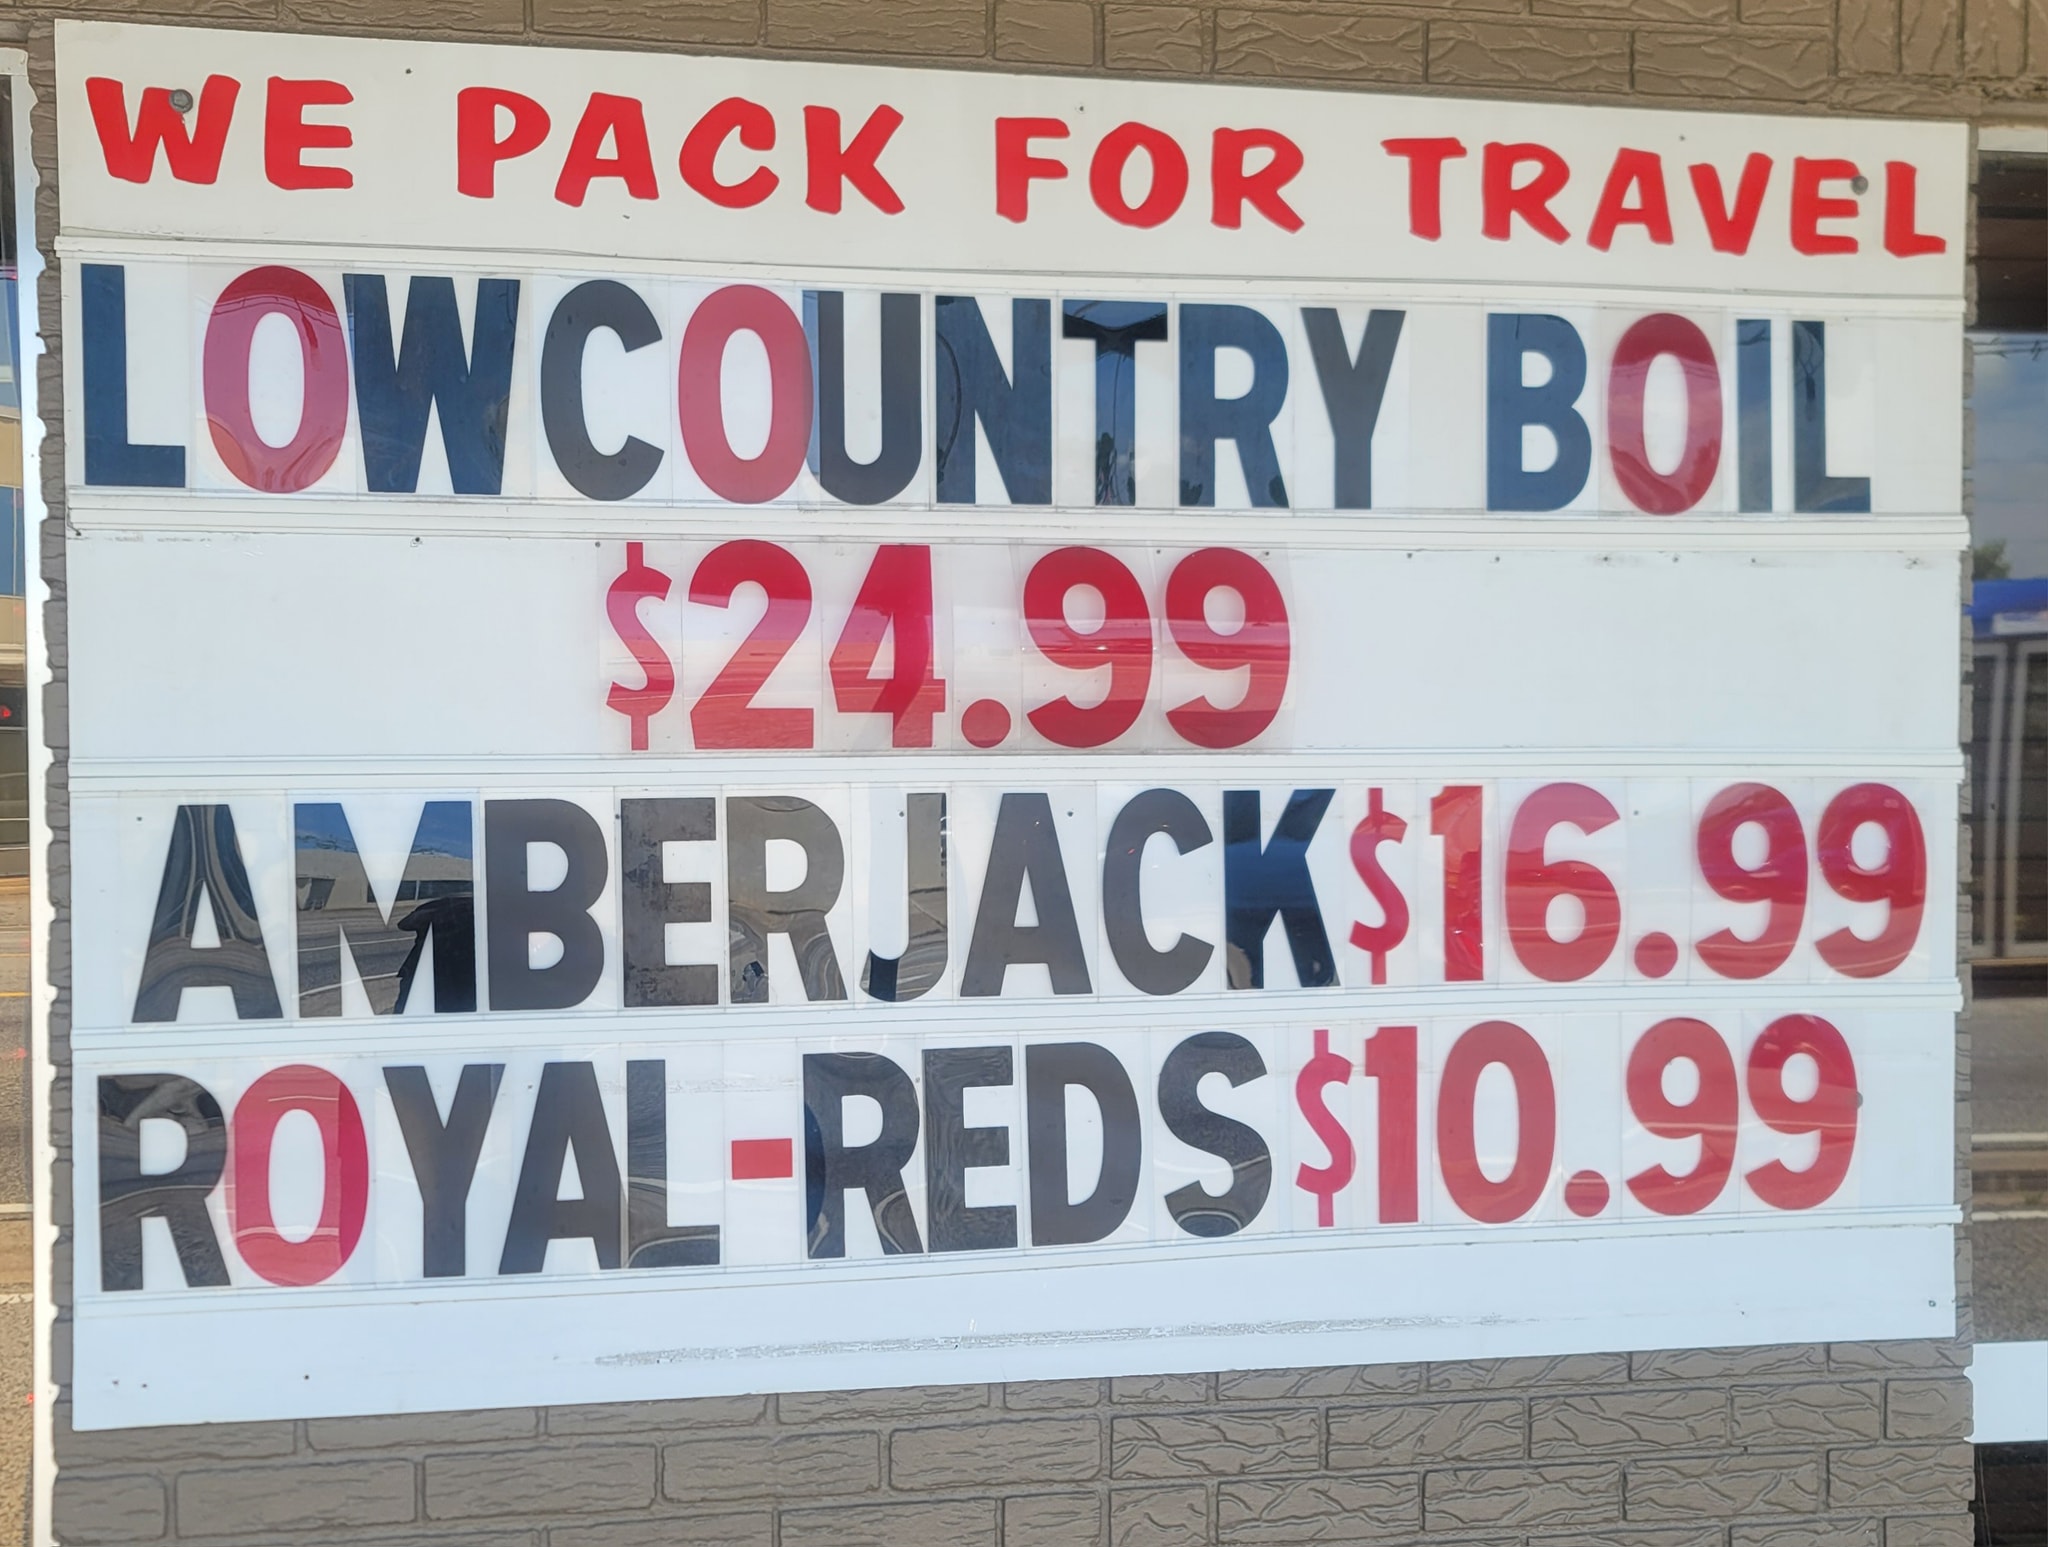 WE PACK FOR TRAVEL
LOWCOUNTRY BOIL
$24.99
AMBERJACK $16.99
ROYAL-REDS $10.99